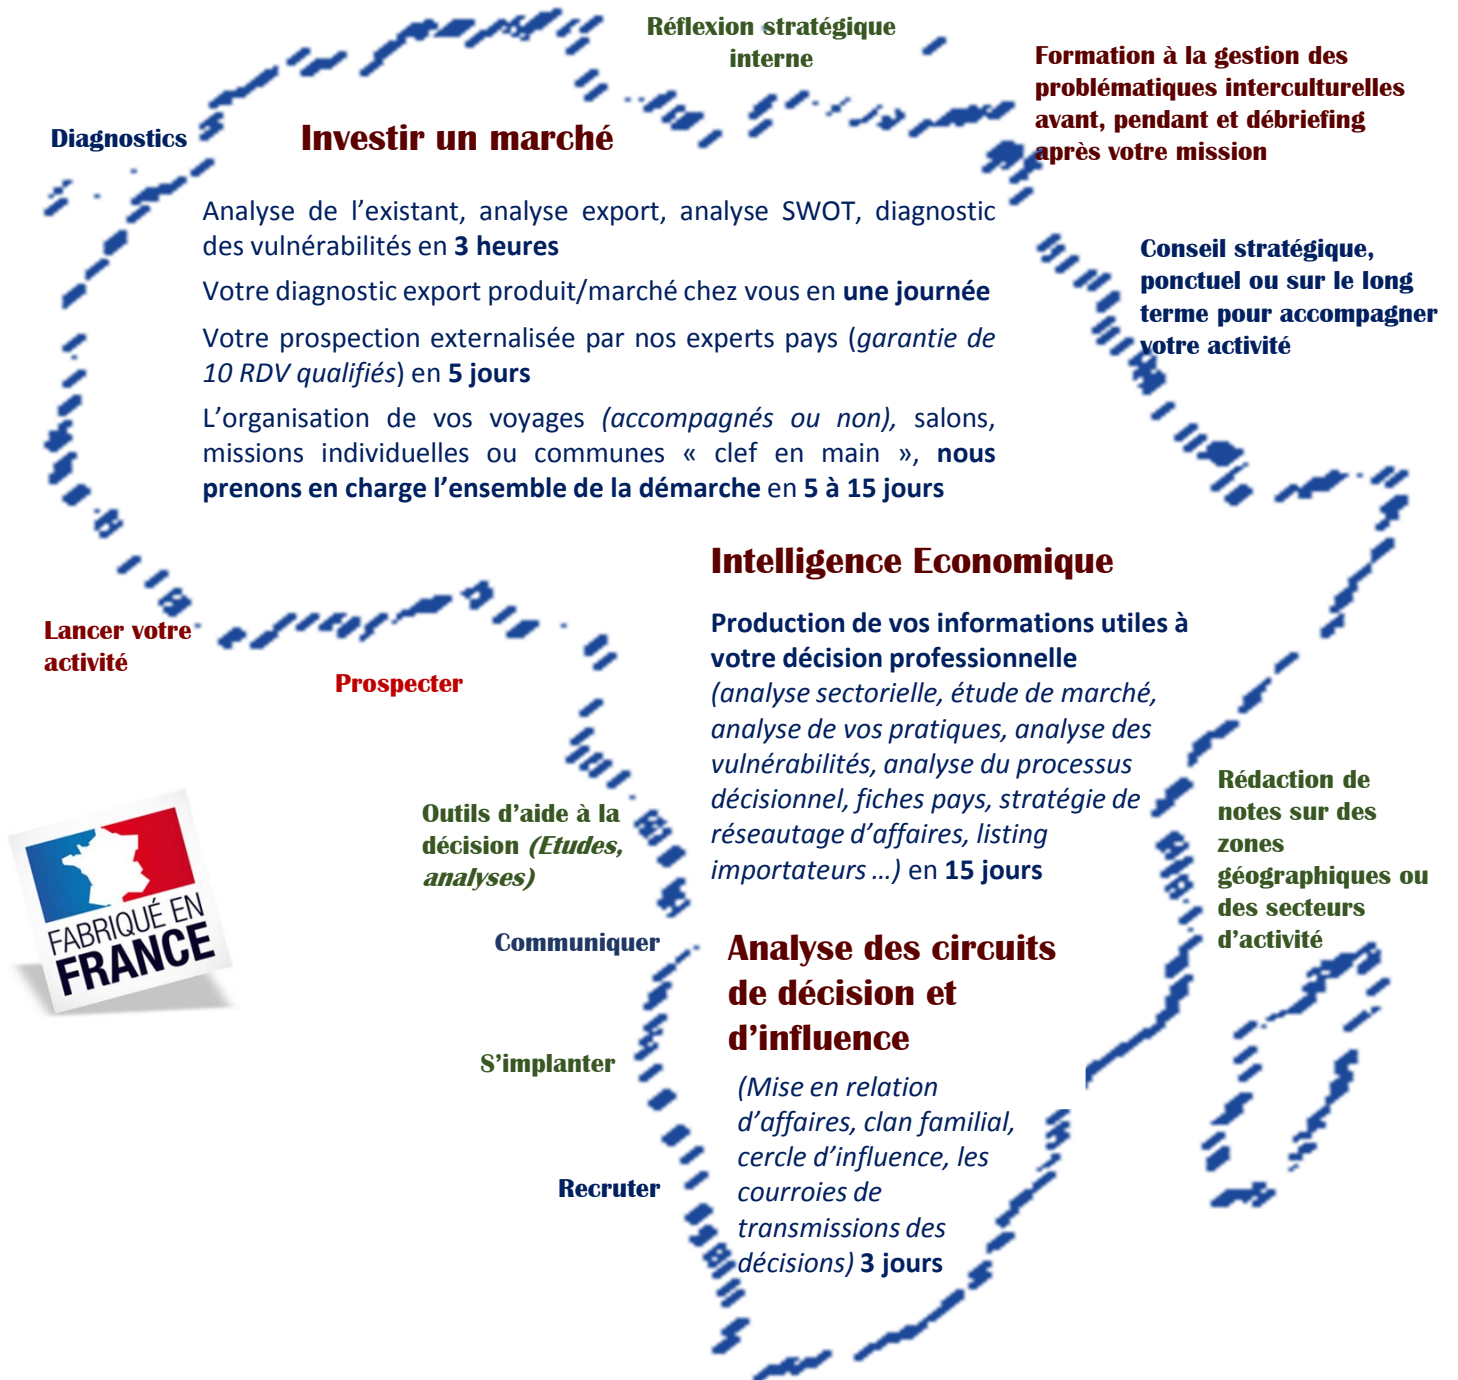 Réflexion stratégique
interne
Formation à la gestion des
problématiques interculturelles
avant, pendant et débriefing
après votre mission
Diagnostics
Investir un marché
Analyse de l’existant, analyse export, analyse SWOT, diagnostic
des vulnérabilités en 3 heures
Votre diagnostic export produit/marché chez vous en une journée
Votre prospection externalisée par nos experts pays (garantie de
10 RDV qualifiés) en 5 jours
L’organisation de vos voyages (accompagnés ou non), salons,
missions individuelles ou communes « clef en main », nous
prenons en charge l’ensemble de la démarche en 5 à 15 jours
Conseil stratégique,
ponctuel ou sur le long
terme pour accompagner
votre activité
Intelligence Economique
Production de vos informations utiles à
votre décision professionnelle
(analyse sectorielle, étude de marché,
analyse de vos pratiques, analyse des
vulnérabilités, analyse du processus
décisionnel, fiches pays, stratégie de
réseautage d’affaires, listing
importateurs …) en 15 jours
Lancer votre
activité
Prospecter
Outils d’aide à la
décision (Etudes,
analyses)
Rédaction de
notes sur des
zones
géographiques ou
des secteurs
d’activité
FABRIQUÉ EN
FRANCE
Communiquer
Analyse des circuits
de décision et
d’influence
(Mise en relation
d’affaires, clan familial,
cercle d’influence, les
courroies de
transmissions des
décisions) 3 jours
S’implanter
Recruter